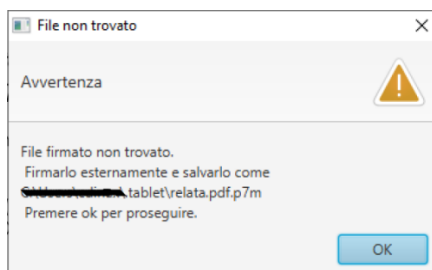 File non trovato
Avvertenza
File firmato non trovato.
Firmarlo esternamente e salvarlo come
.tablet\relata.pdf.p7m
Premere ok per proseguire.
OK